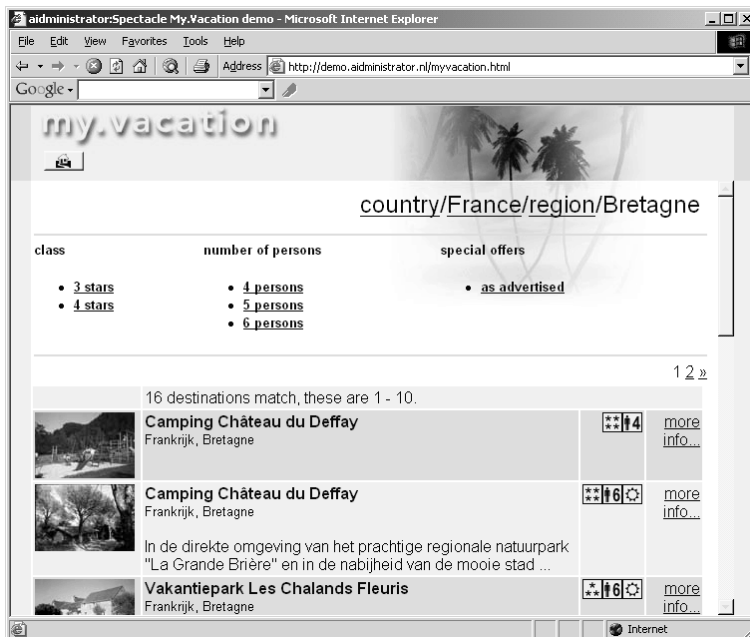 aidministrator:Spectacle My.Vacation demo - Microsoft Internet Explorer
File Edit View Favorites Tools Help
Address http://demo.aidministrator.nl/myvacation.html
Google
my.vacation
country/France/region/Bretagne
class number of persons special offers
• 3 stars • 4 persons • as advertised
• 4 stars • 5 persons
• 6 persons
1 2 »
16 destinations match, these are 1 - 10.
Camping Château du Deffay 4 more
Frankrijk, Bretagne info...
Camping Château du Deffay 6 more
Frankrijk, Bretagne info...
In de direkte omgeving van het prachtige regionale natuurpark
"La Grande Brière" en in de nabijheid van de mooie stad ...
Vakantiepark Les Chalands Fleuris 6 more
Frankrijk, Bretagne info...
Internet